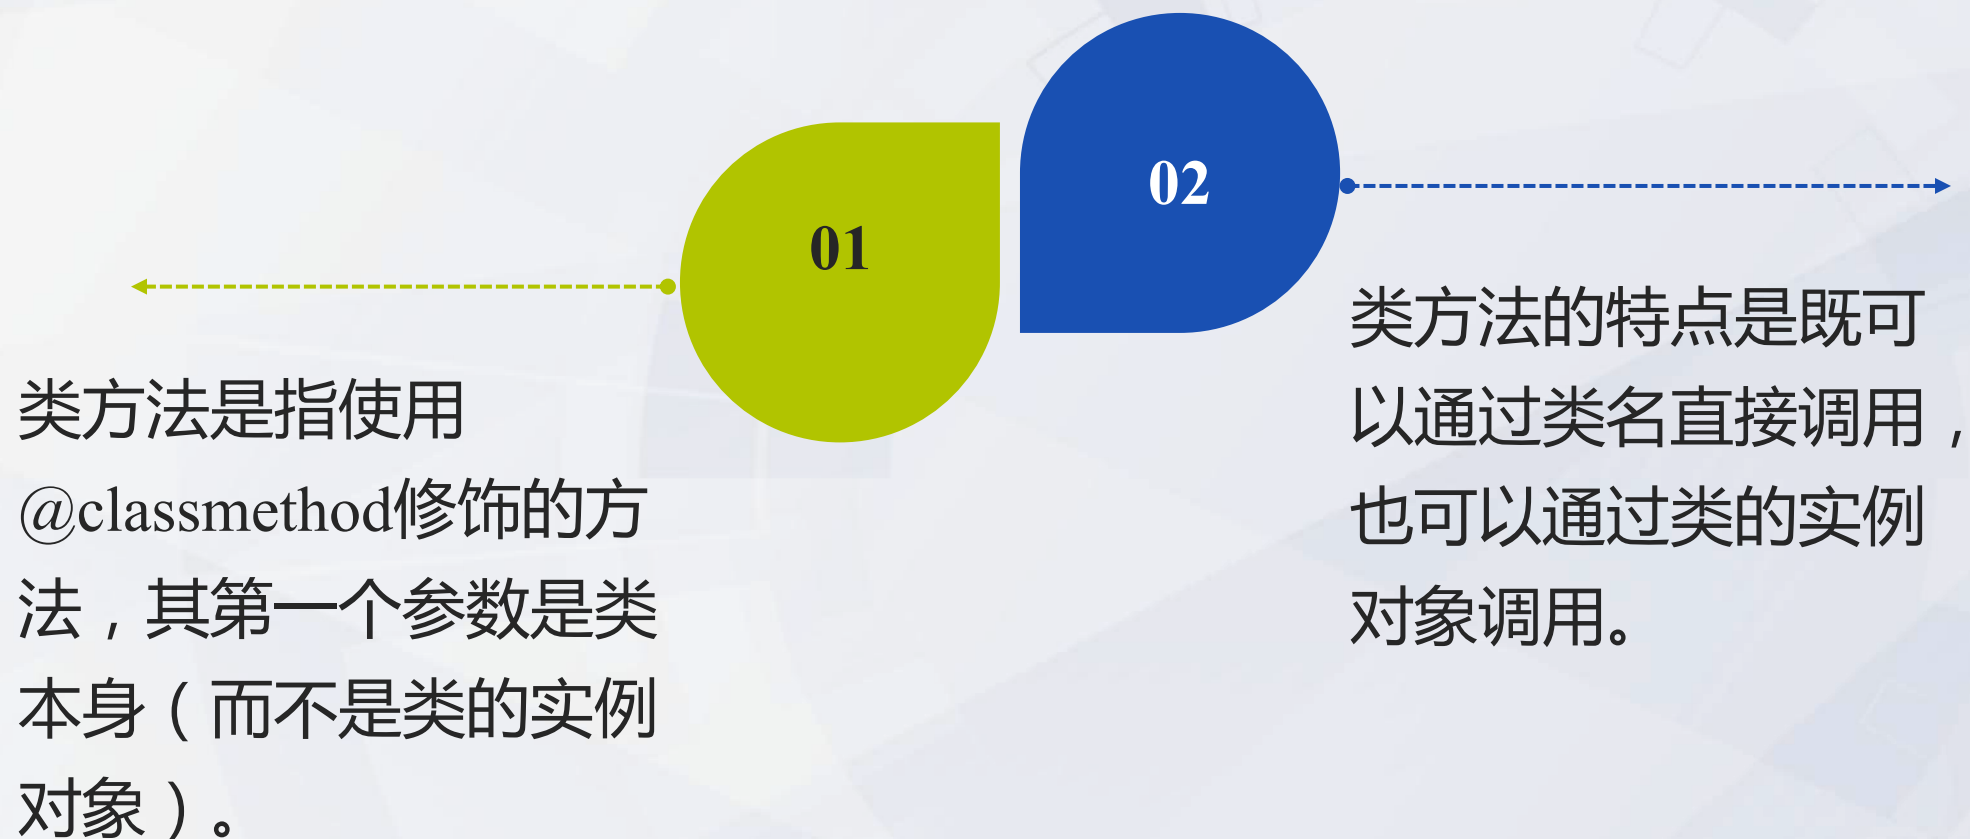 01
类方法是指使用
@classmethod修饰的方
法，其第一个参数是类
本身（而不是类的实例
对象）。
02
类方法的特点是既可
以通过类名直接调用，
也可以通过类的实例
对象调用。